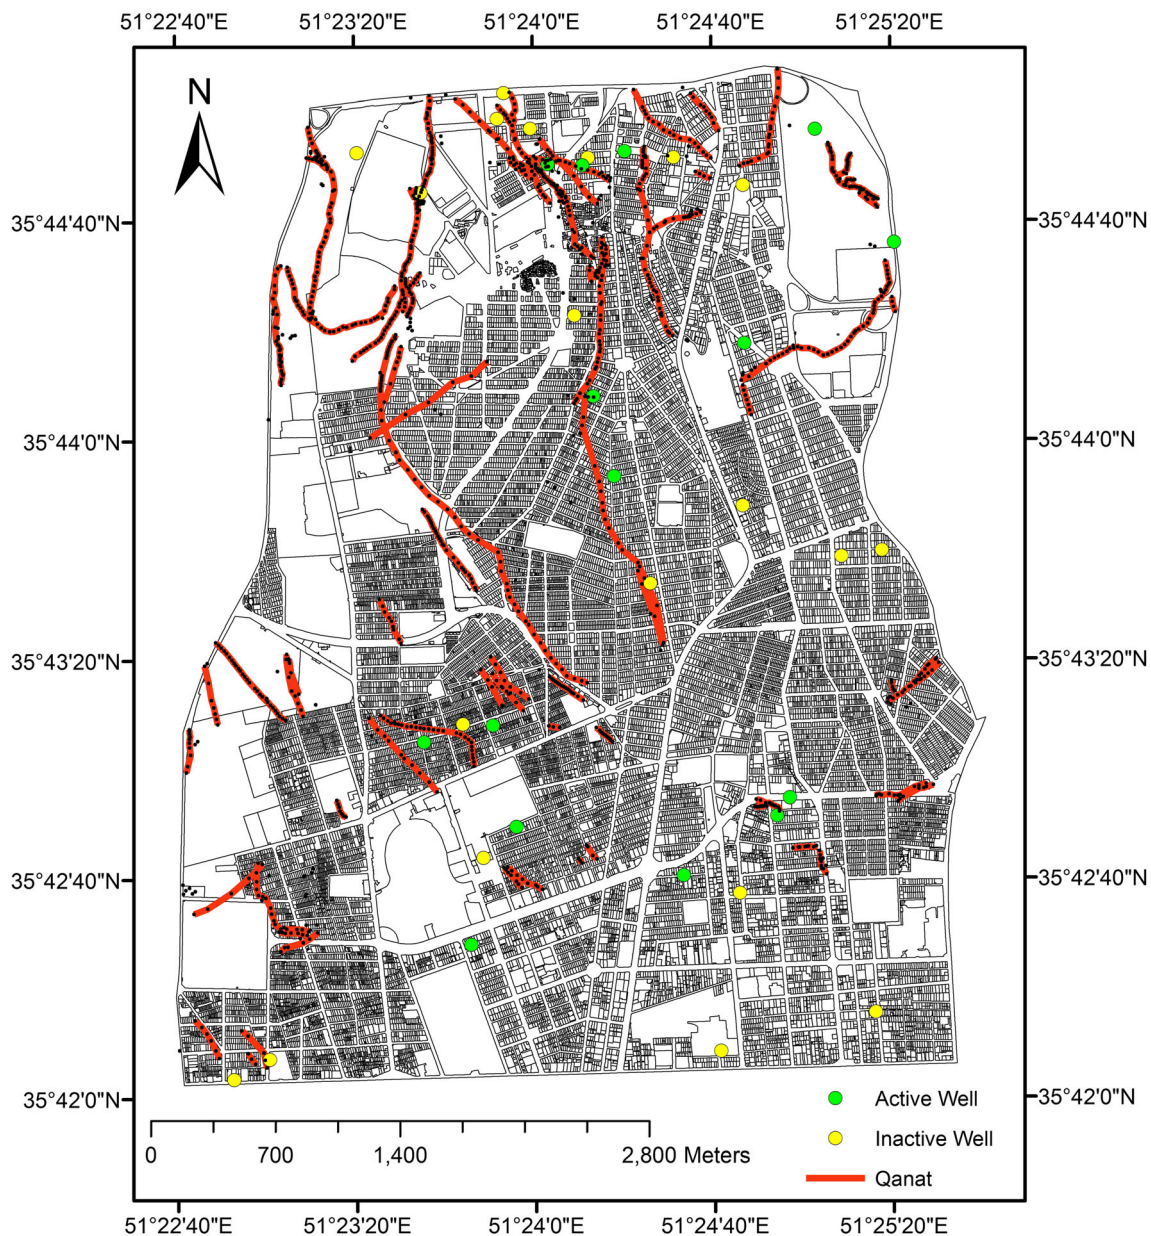 51°22'40"E 51°23'20"E 51°24'0"E 51°24'40"E 51°25'20"E
N
35°44'40"N 35°44'40"N
35°44'0"N 35°44'0"N
35°43'20"N 35°43'20"N
35°42'40"N 35°42'40"N
35°42'0"N 35°42'0"N
Active Well
Inactive Well
Qanat
0 700 1,400 2,800 Meters
51°22'40"E 51°23'20"E 51°24'0"E 51°24'40"E 51°25'20"E